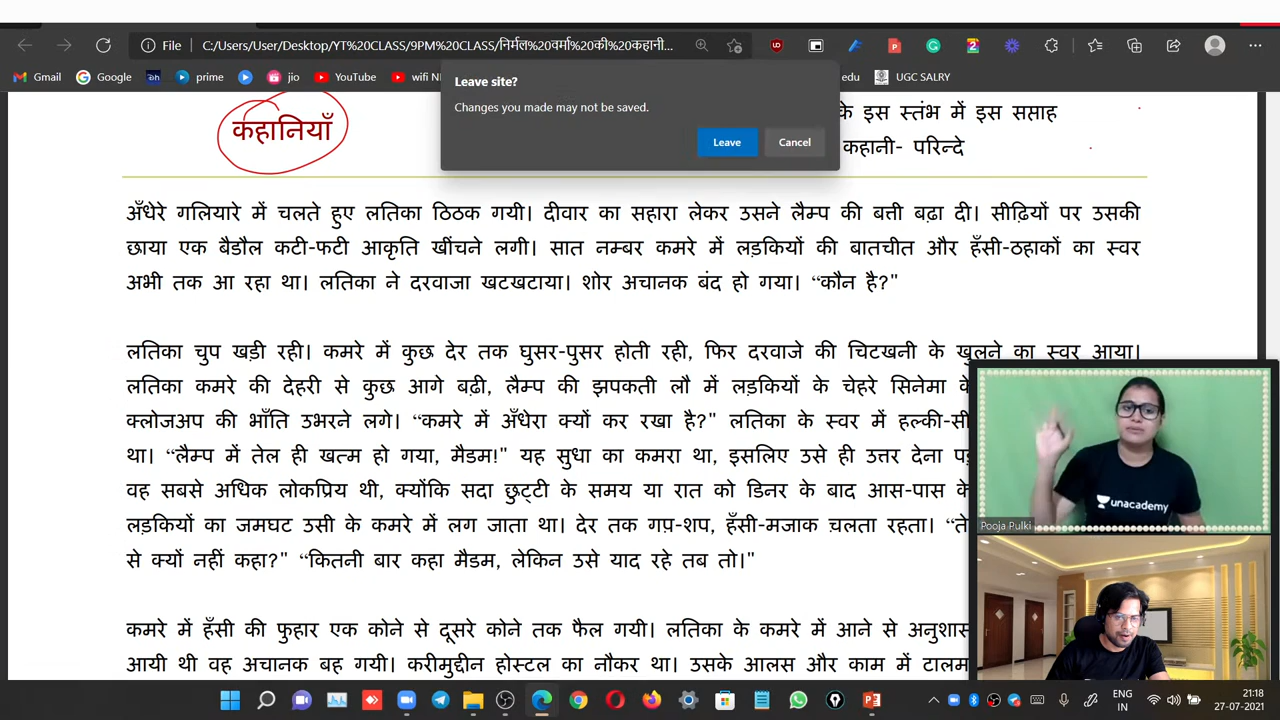 File C:/Users/User/Desktop/YT%20CLASS/9PM%20CLASS/निर्मल%20वर्मा%20की%20कहानी...
Gmail Google prime jio YouTube wifi edu UGC SALRY
Leave site?
Changes you made may not be saved.
Leave Cancel
के इस स्तंभ में इस सप्ताह
कहानियाँ
कहानी- परिन्दे
अँधेरे गलियारे में चलते हुए लतिका ठिठक गयी। दीवार का सहारा लेकर उसने लैम्प की बत्ती बढ़ा दी। सीढ़ियों पर उसकी
छाया एक बैडौल कटी-फटी आकृति खींचने लगी। सात नम्बर कमरे में लड़कियों की बातचीत और हँसी-ठहाकों का स्वर
अभी तक आ रहा था। लतिका ने दरवाजा खटखटाया। शोर अचानक बंद हो गया। “कौन है?"
लतिका चुप खड़ी रही। कमरे में कुछ देर तक घुसर-पुसर होती रही, फिर दरवाजे की चिटखनी के खुलने का स्वर आया।
लतिका कमरे की देहरी से कुछ आगे बढ़ी, लैम्प की झपकती लौ में लड़कियों के चेहरे सिनेमा के
क्लोजअप की भाँति उभरने लगे। “कमरे में अँधेरा क्यों कर रखा है?" लतिका के स्वर में हल्की-सी
था। “लैम्प में तेल ही खत्म हो गया, मैडम!" यह सुधा का कमरा था, इसलिए उसे ही उत्तर देना
वह सबसे अधिक लोकप्रिय थी, क्योंकि सदा छुट्टी के समय या रात को डिनर के बाद आस-पास के
लड़कियों का जमघट उसी के कमरे में लग जाता था। देर तक गप़-शप, हँसी-मजाक चलता रहता। “ते
से क्यों नहीं कहा?" “कितनी बार कहा मैडम, लेकिन उसे याद रहे तब तो।"
कमरे में हँसी की फुहार एक कोने से दूसरे कोने तक फैल गयी। लतिका के कमरे में आने से अनुशास
आयी थी वह अचानक बह गयी। करीमुद्दीन होस्टल का नौकर था। उसके आलस और काम में टालम
unacademy
Pooja Pulki
ENG
IN
21:18
27-07-2021